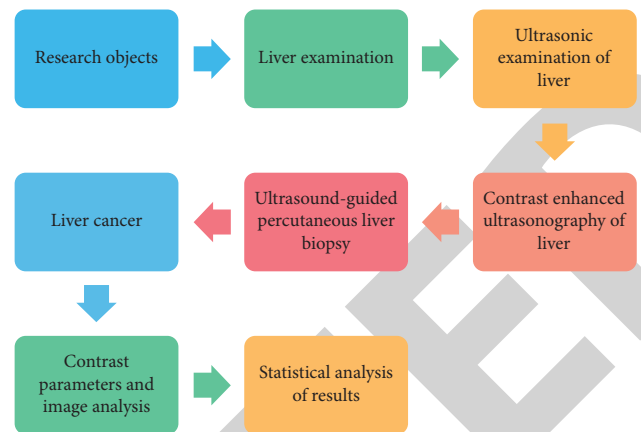 Research objects
Liver examination
Ultrasonic
examination of
liver
Contrast enhanced
ultrasonography of
liver
Ultrasound-guided
percutaneous liver
biopsy
Liver cancer
Contrast
parameters and
image analysis
Statistical analysis
of results